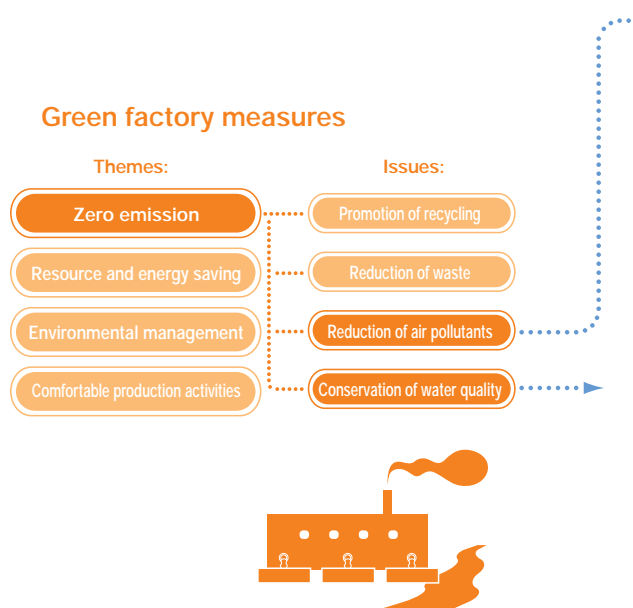 Green factory measures
Themes:
Issues:
Zero emission
Promotion of recycling
Resource and energy saving
Reduction of waste
Environmental management
Reduction of air pollutants
Comfortable production activities
Conservation of water quality